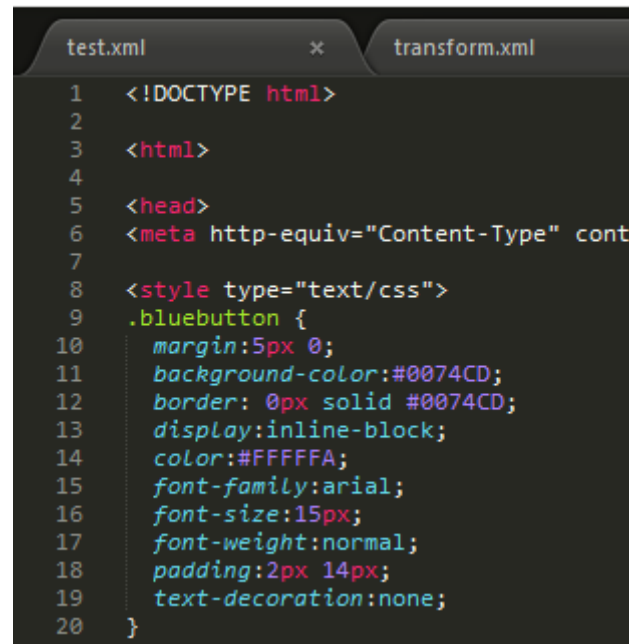 test.xml × transform.xml
1 <!DOCTYPE html>
2
3 <html>
4
5 <head>
6 <meta http-equiv="Content-Type" cont
7
8 <style type="text/css">
9 .bluebutton {
10 margin:5px 0;
11 background-color:#0074CD;
12 border: 0px solid #0074CD;
13 display:inline-block;
14 color:#FFFFFA;
15 font-family:arial;
16 font-size:15px;
17 font-weight:normal;
18 padding:2px 14px;
19 text-decoration:none;
20 }